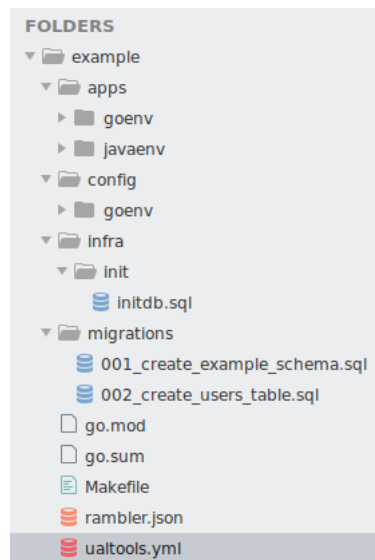 FOLDERS
example
apps
goenv
javaenv
config
goenv
infra
init
initdb.sql
migrations
001_create_example_schema.sql
002_create_users_table.sql
go.mod
go.sum
Makefile
rambler.json
ualtools.yml